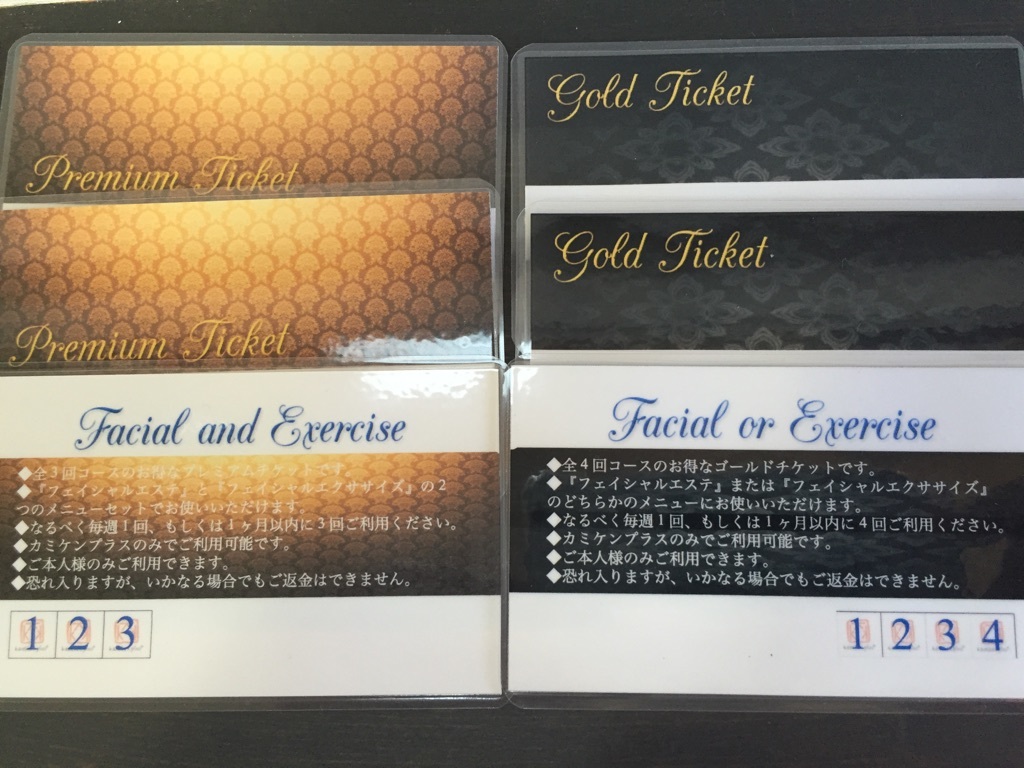 Premium Ticket
Premium Ticket
Facial and Exercise
◆全3回コースのお得なプレミアムチケットです。
◆『フェイシャルエステ』と『フェイシャルエクササイズ』の2
つのメニューセットでお使いいただけます。
◆なるべく毎週1回、もしくは1ヶ月以内に3回ご利用ください。
◆カミケンプラスのみでご利用可能です。
◆ご本人様のみご利用できます。
◆恐れ入りますが、いかなる場合でもご返金はできません。
1 2 3
Gold Ticket
Gold Ticket
Facial or Exercise
◆全4回コースのお得なゴールドチケットです。
◆『フェイシャルエステ』または『フェイシャルエクササイズ』
のどちらかのメニューにお使いいただけます。
◆なるべく毎週1回、もしくは1ヶ月以内に4回ご利用ください。
◆カミケンプラスのみでご利用可能です。
◆ご本人様のみご利用できます。
◆恐れ入りますが、いかなる場合でもご返金はできません。
1 2 3 4